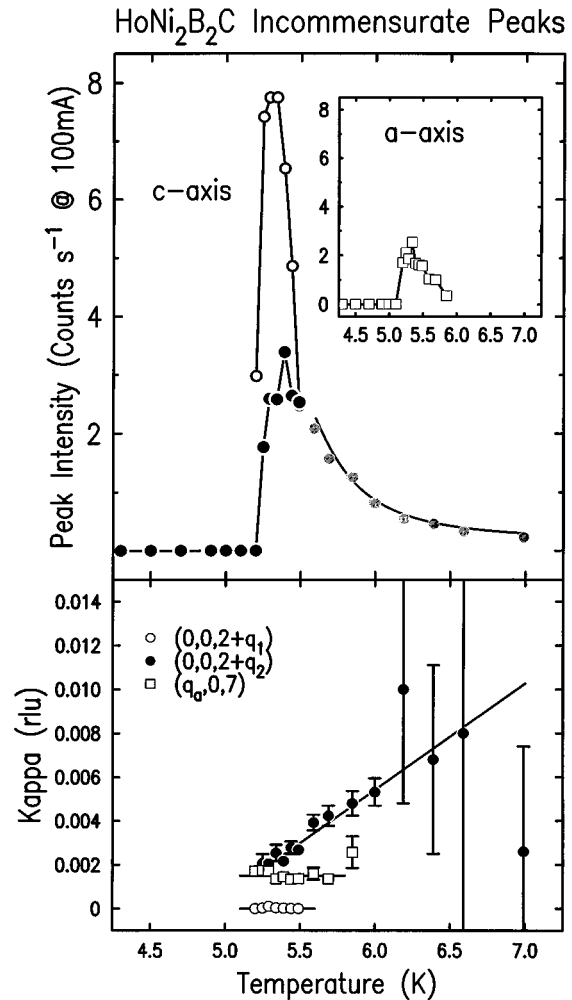 HoNi₂B₂C Incommensurate Peaks
Peak Intensity (Counts s⁻¹ @ 100mA)
8
6
4
2
c-axis
a-axis
8
6
4
2
0
4.5 5.0 5.5 6.0 6.5 7.0
Kappa (rlu)
0.014
0.012
0.010
0.008
0.006
0.004
0.002
0
(0,0,2+q₁)
(0,0,2+q₂)
(qₐ,0,7)
4.5 5.0 5.5 6.0 6.5 7.0
Temperature (K)